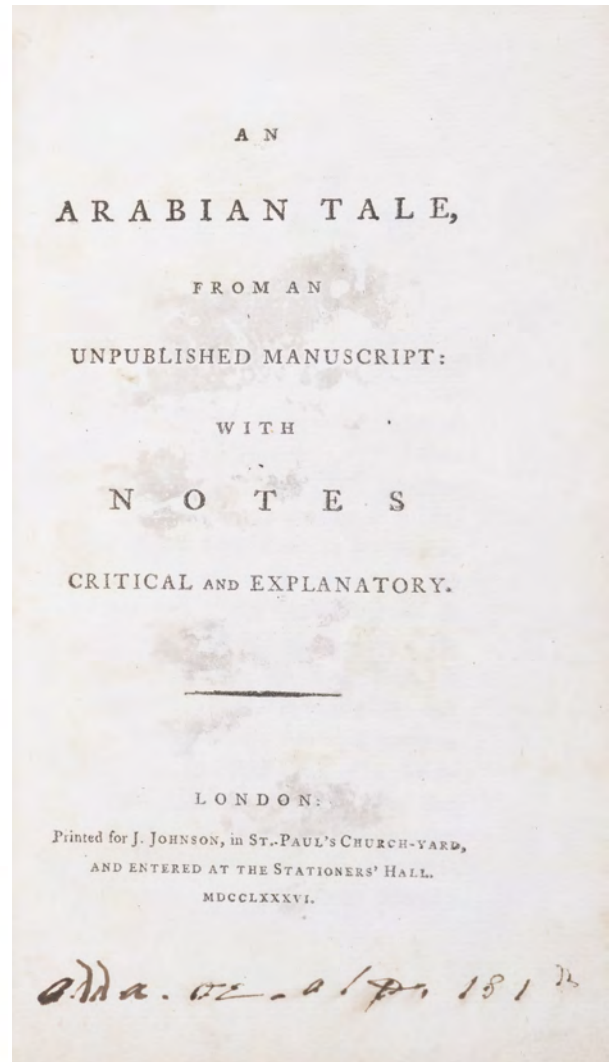 AN
ARABIAN TALE,
FROM AN
UNPUBLISHED MANUSCRIPT:
WITH
NOTES
CRITICAL AND EXPLANATORY.
LONDON:
Printed for J. JOHNSON, in ST. PAUL'S CHURCH-YARD,
AND ENTERED AT THE STATIONERS' HALL.
MDCCLXXXVI.